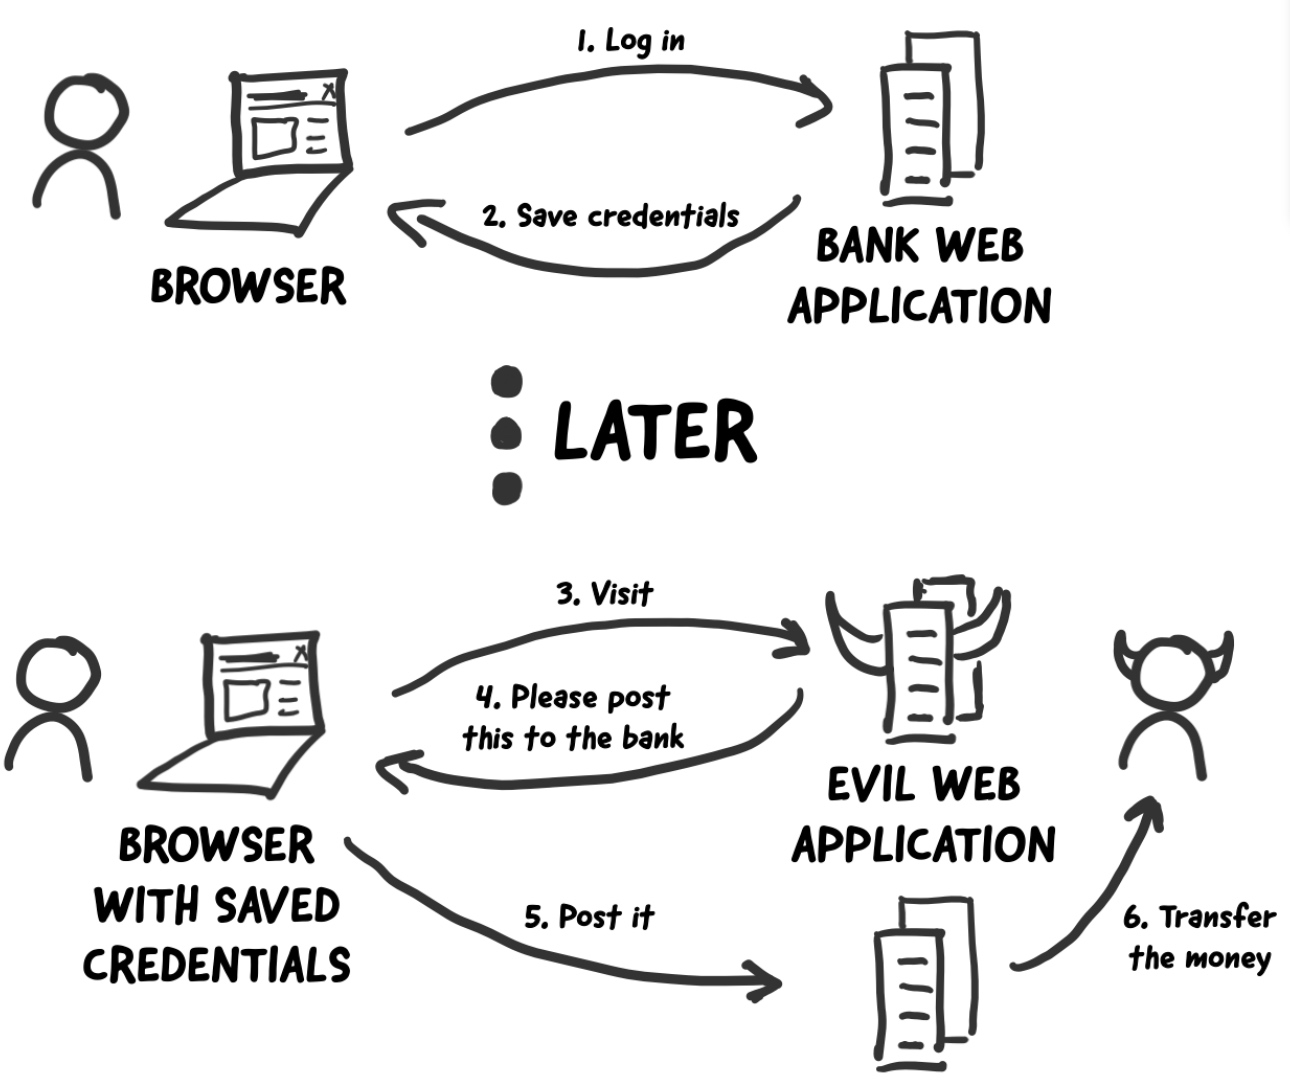 1. Log in
2. Save credentials
BROWSER
BANK WEB
APPLICATION
LATER
3. Visit
4. Please post
this to the bank
EVIL WEB
APPLICATION
BROWSER
WITH SAVED
CREDENTIALS
5. Post it
6. Transfer
the money